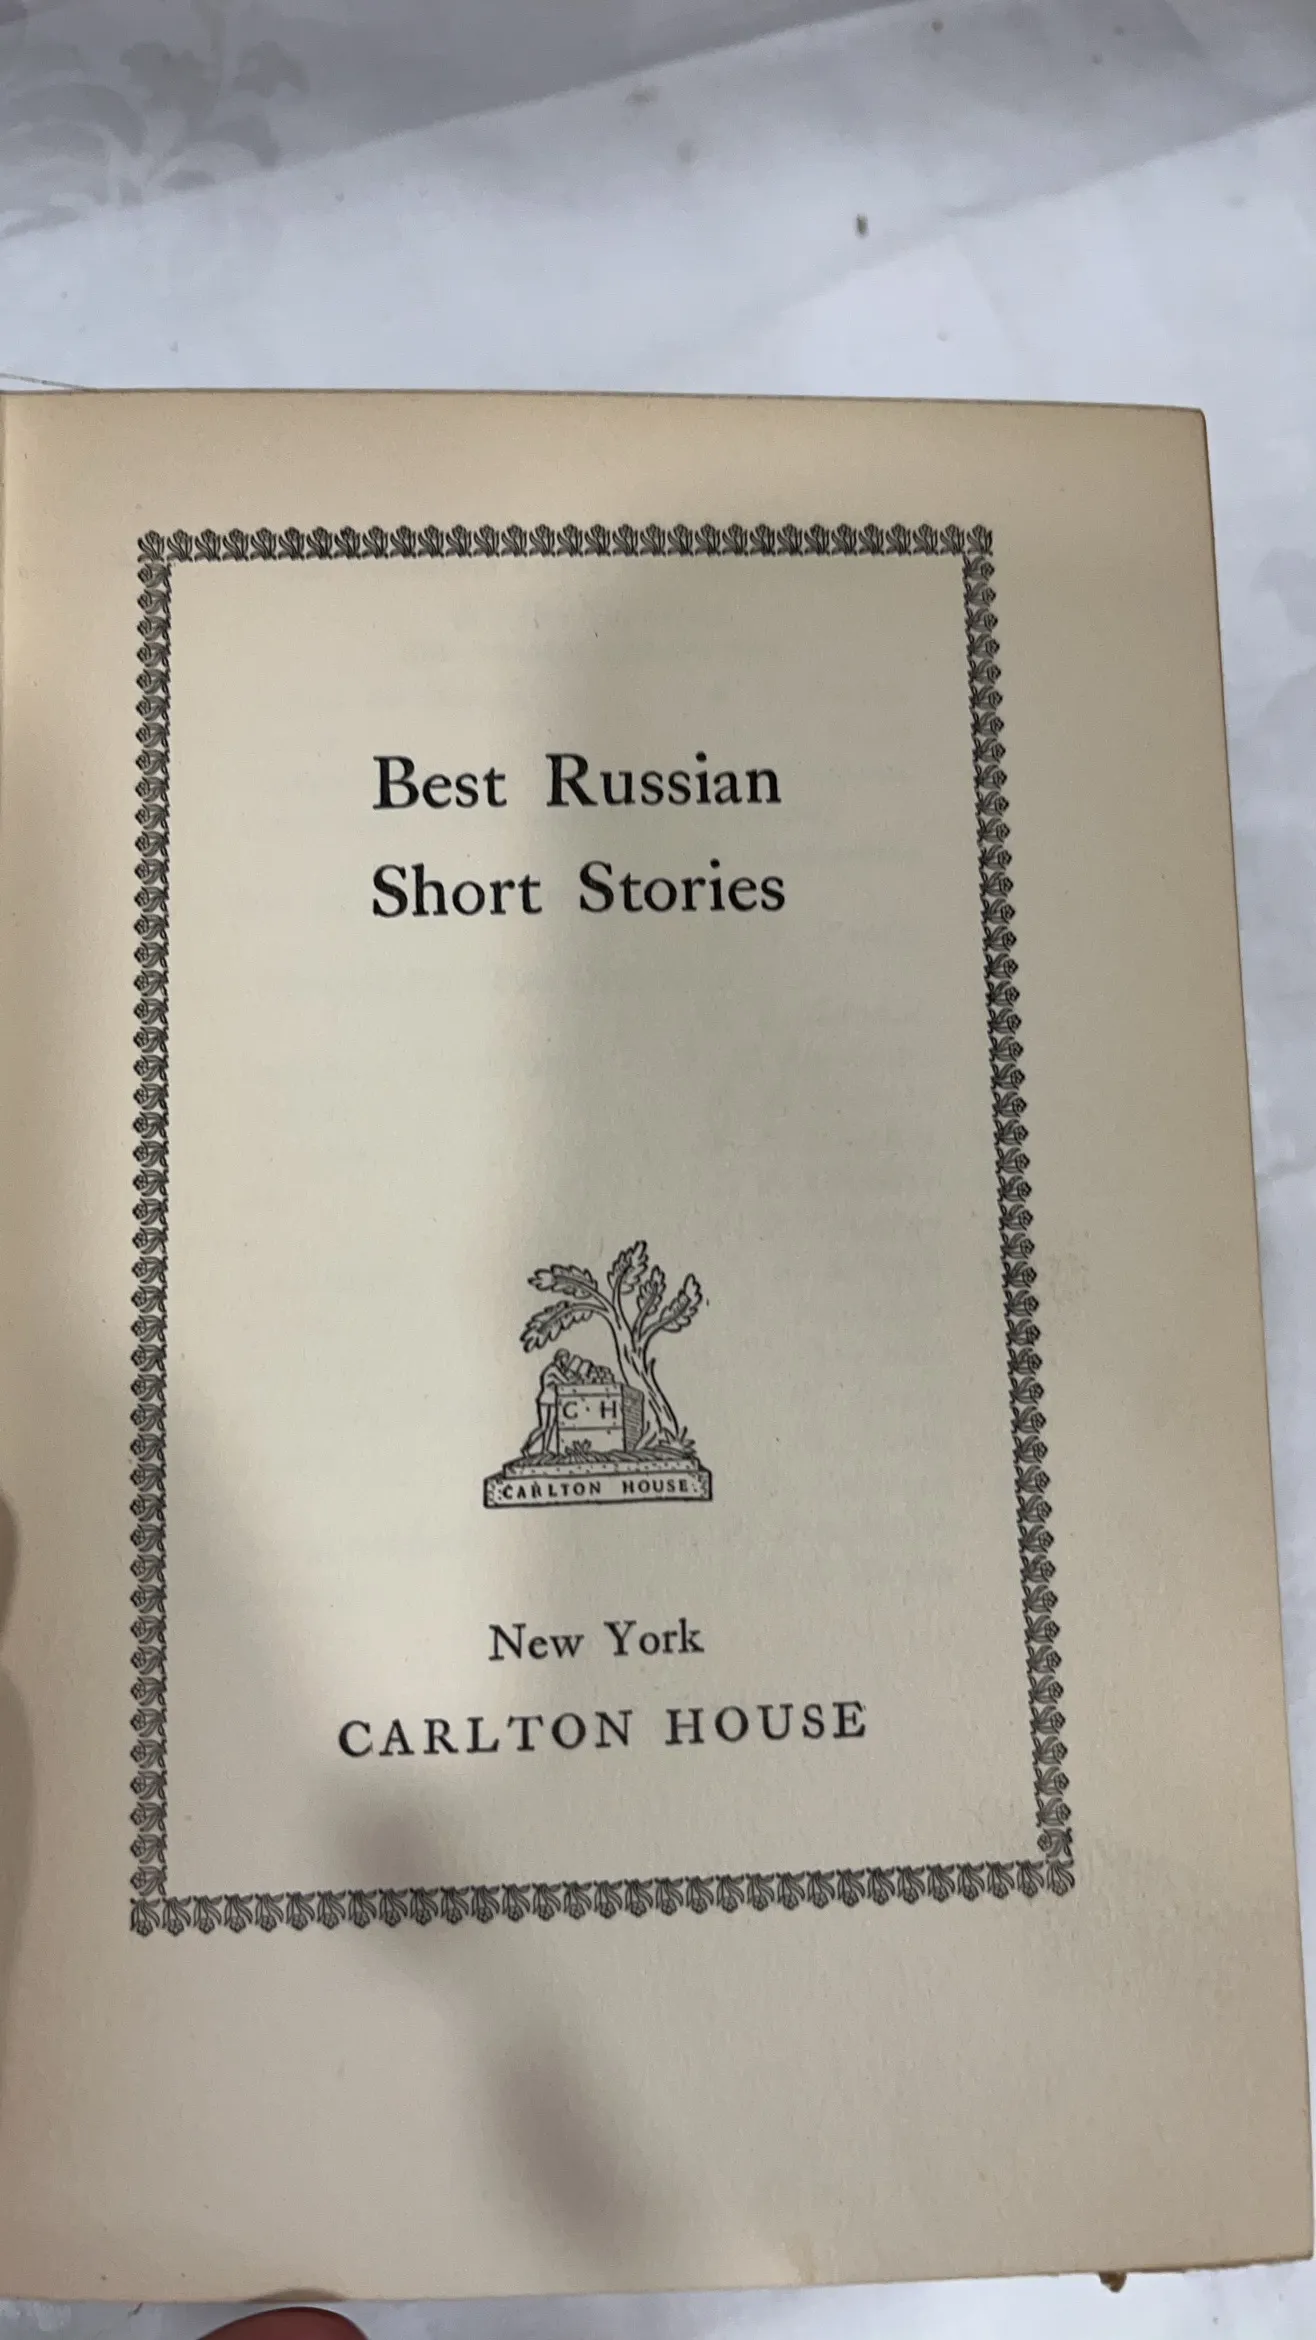 Best Russian
Short Stories
C · H
CARLTON HOUSE
New York
CARLTON HOUSE